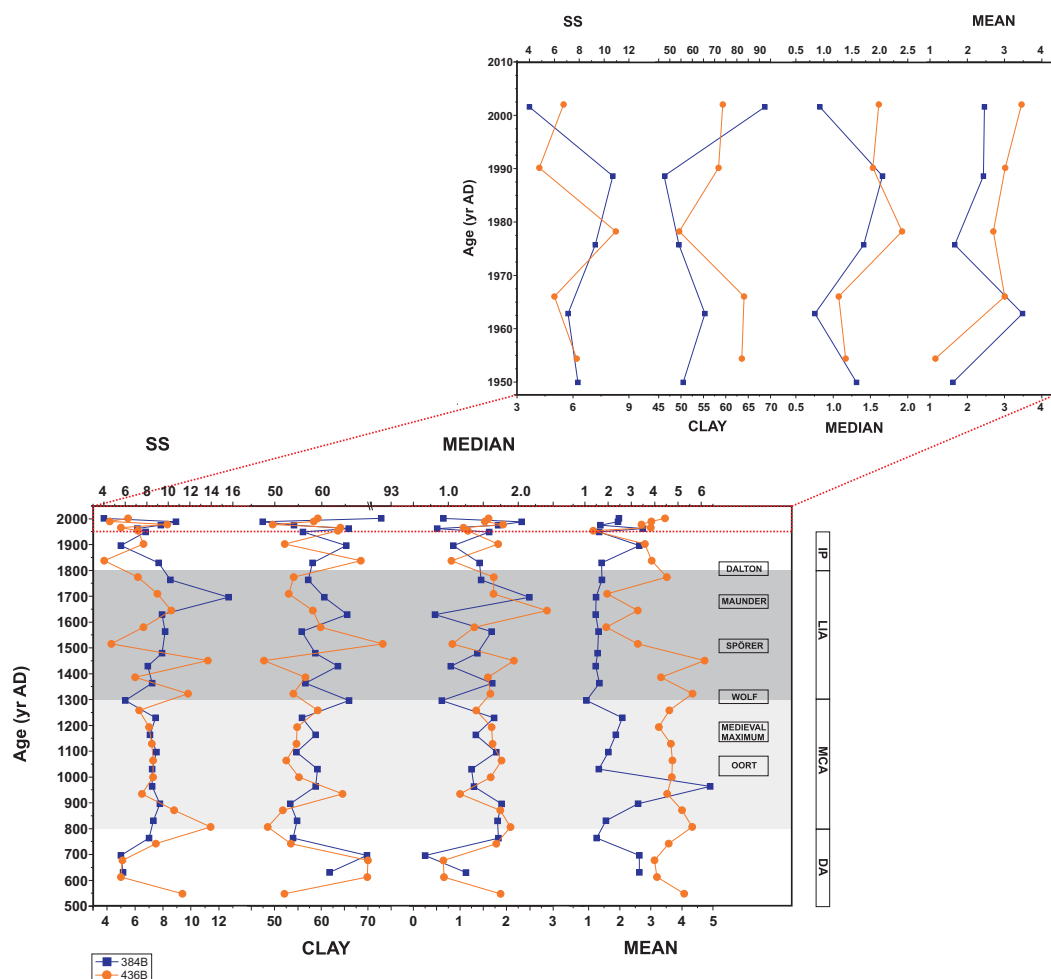 SS MEAN
4 6 8 10 12 50 60 70 80 90 0.5 1.0 1.5 2.0 2.5 1 2 3 4
2010
2000
1990
1980
1970
1960
1950
Age (yr AD)
3 6 9 45 50 55 60 65 70 0.5 1.0 1.5 2.0 1 2 3 4
CLAY MEDIAN
SS MEDIAN
4 6 8 10 12 14 16 50 60 93 1.0 2.0 1 2 3 4 5 6
2000
1900
1800
1700
1600
1500
1400
1300
1200
1100
1000
900
800
700
600
500
Age (yr AD)
DALTON
MAUNDER
SPÖRER
WOLF
MEDIEVAL
MAXIMUM
OORT
IP
LIA
MCA
DA
4 6 8 10 12 50 60 70 0 1 2 3 1 2 3 4 5
CLAY MEAN
384B
436B